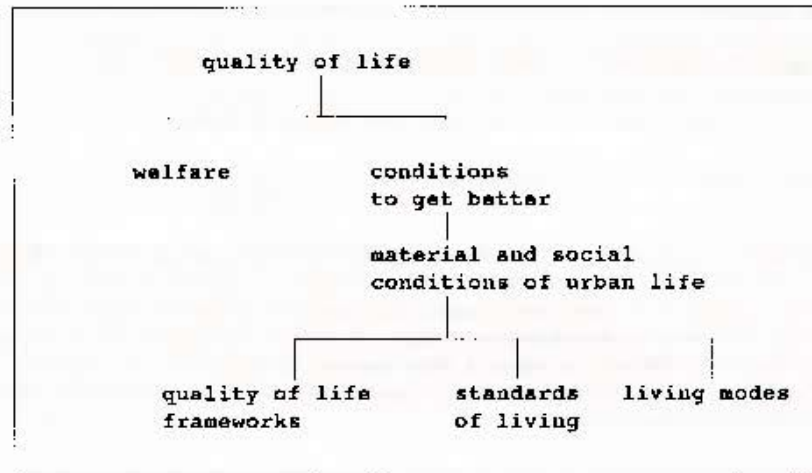 quality of life
welfare
conditions
to get better
material and social
conditions of urban life
quality of life
frameworks
standards
of living
living modes